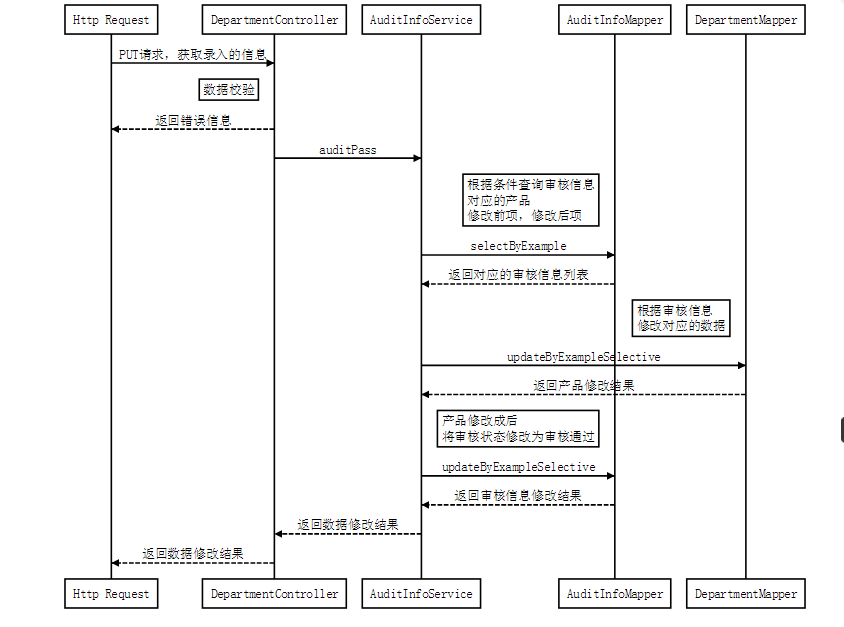 Http Request
DepartmentController
AuditInfoService
AuditInfoMapper
DepartmentMapper
PUT请求，获取录入的信息
数据校验
返回错误信息
auditPass
根据条件查询审核信息
对应的产品
修改前项，修改后项
selectByExample
返回对应的审核信息列表
根据审核信息
修改对应的数据
updateByExampleSelective
返回产品修改结果
产品修改成后
将审核状态修改为审核通过
updateByExampleSelective
返回审核信息修改结果
返回数据修改结果
返回数据修改结果
Http Request
DepartmentController
AuditInfoService
AuditInfoMapper
DepartmentMapper